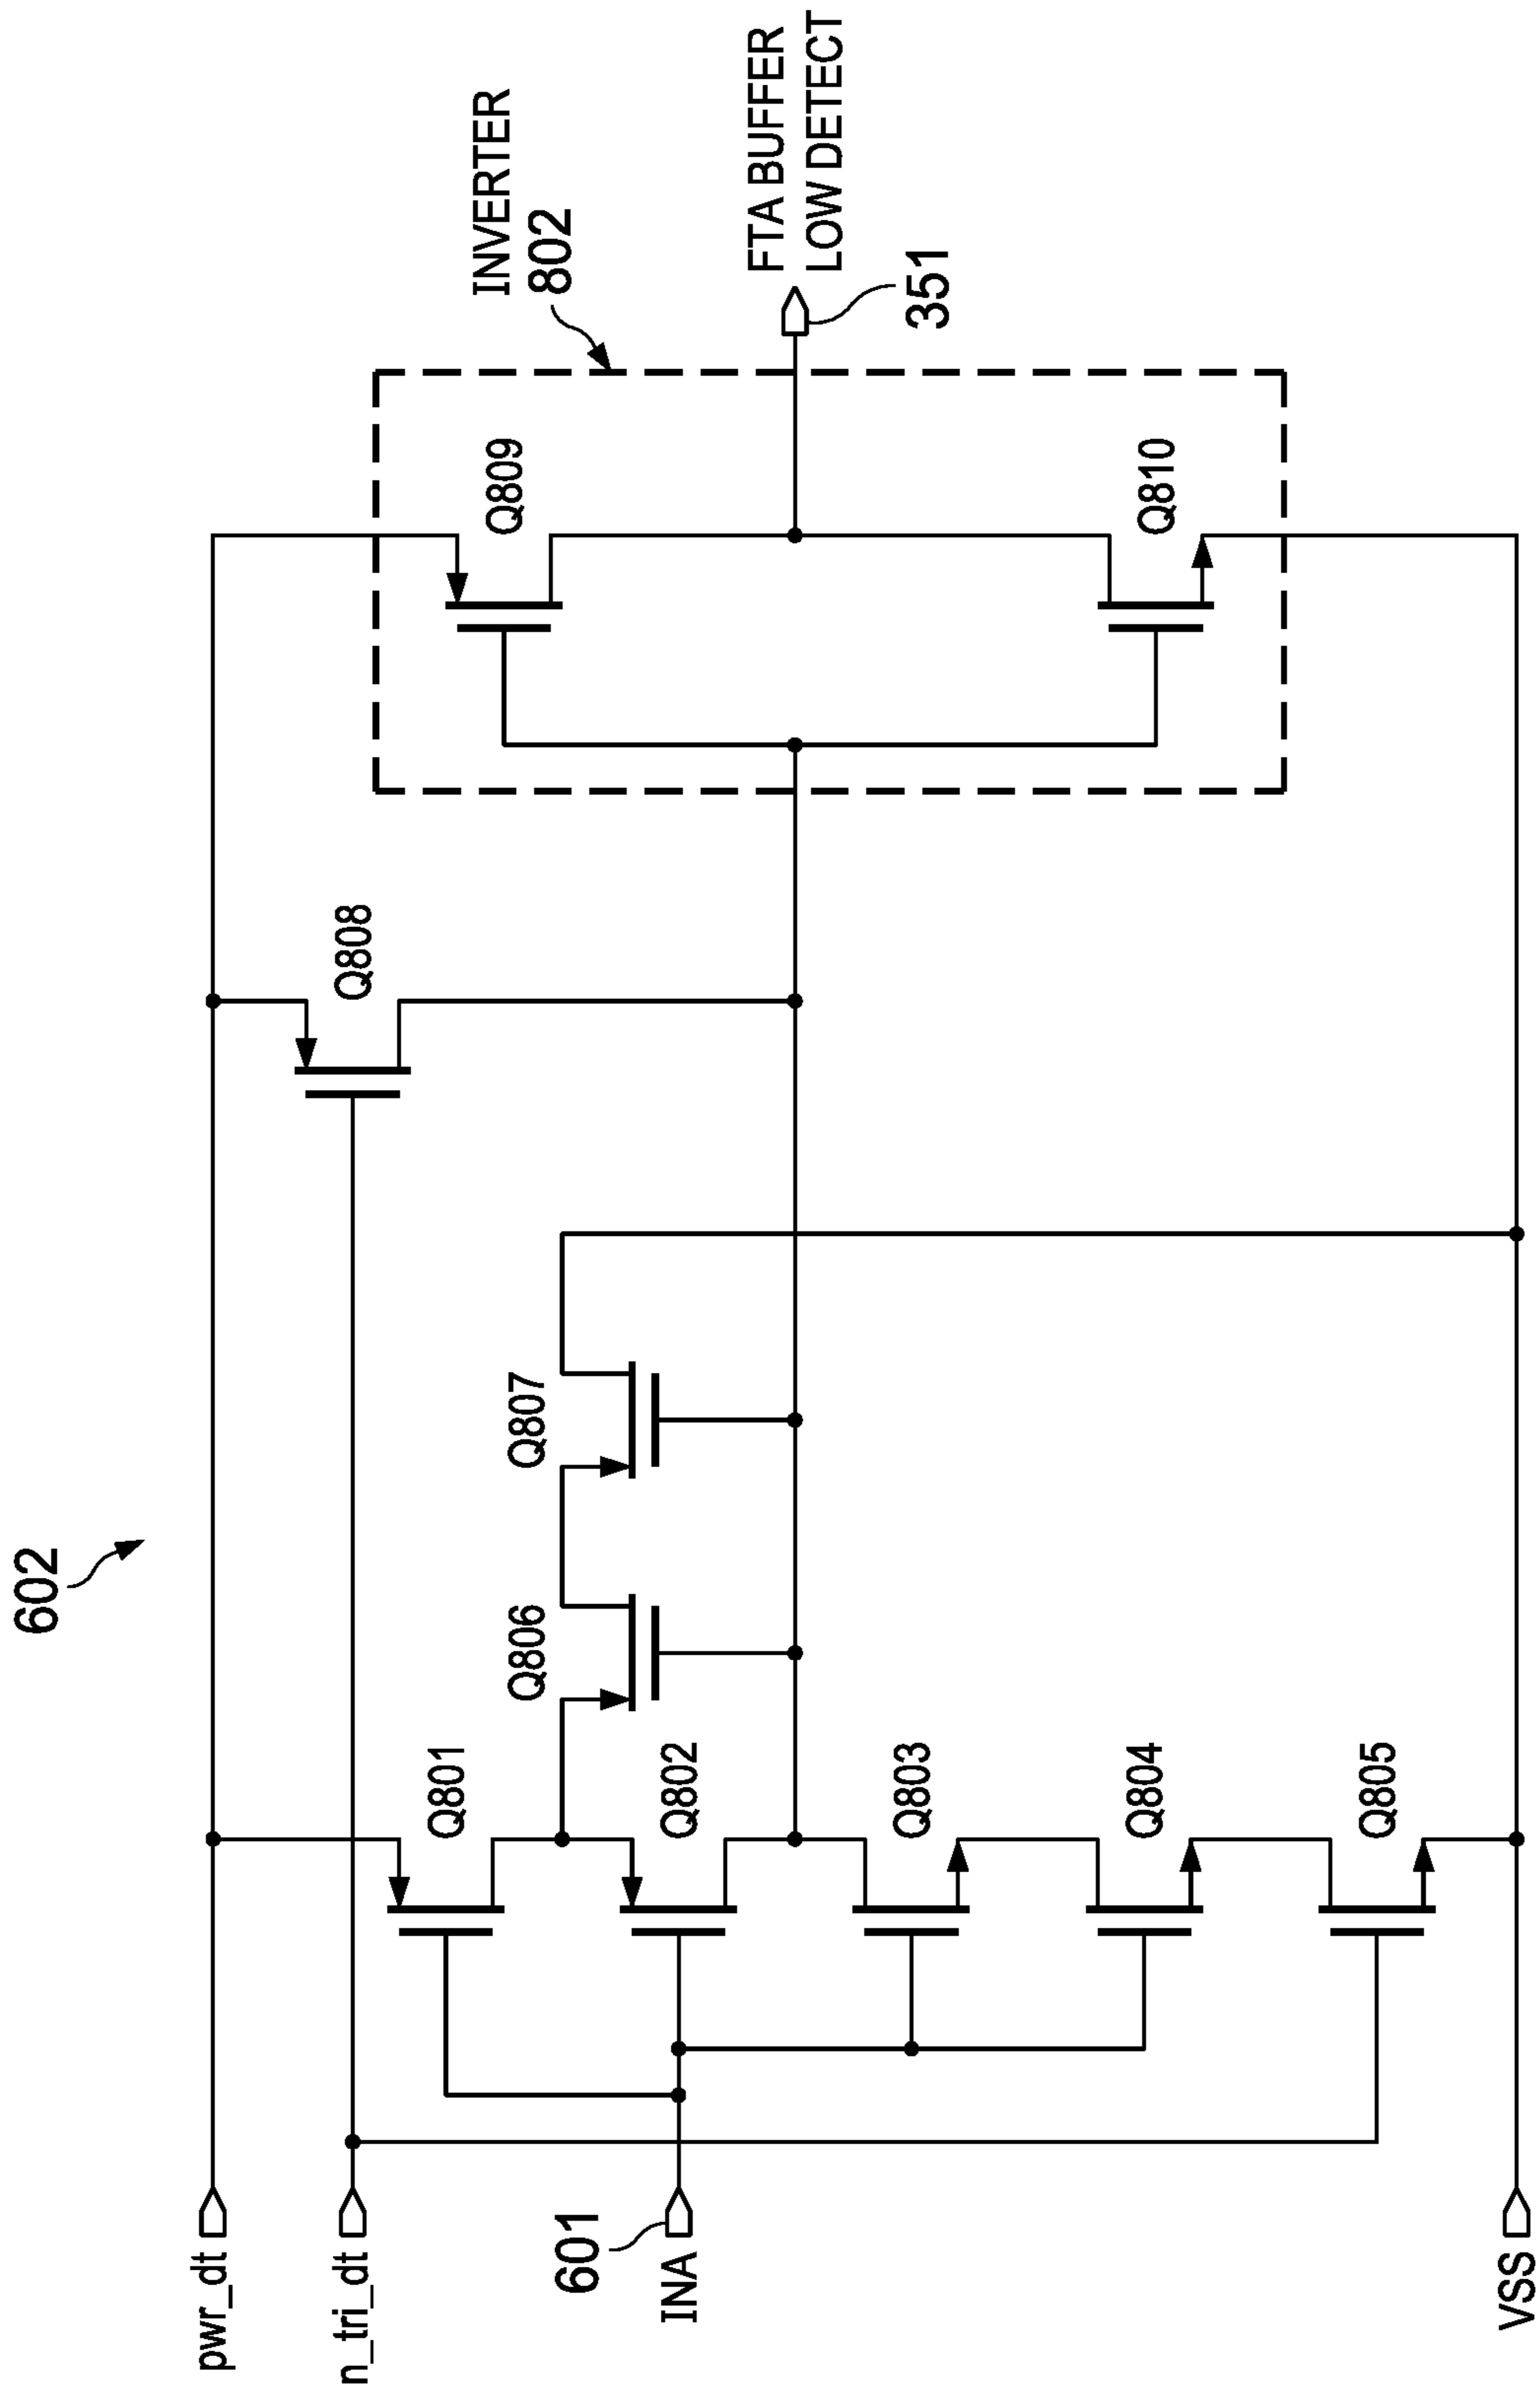 602
pwr_dt
n_tri_dt
601
INA
VSS
Q801
Q802
Q803
Q804
Q805
Q806
Q807
Q808
INVERTER
802
Q809
Q810
FTA BUFFER
LOW DETECT
351